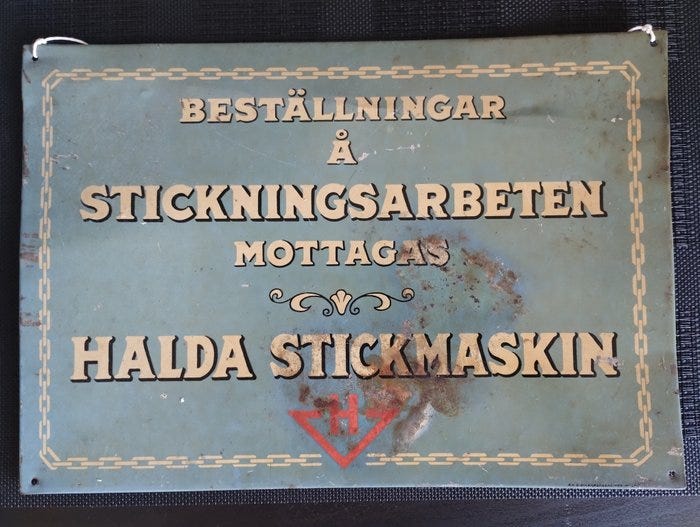 BESTÄLLNINGAR
Å
STICKNINGSARBETEN
MOTTAGAS
HALDA STICKMASKIN
H